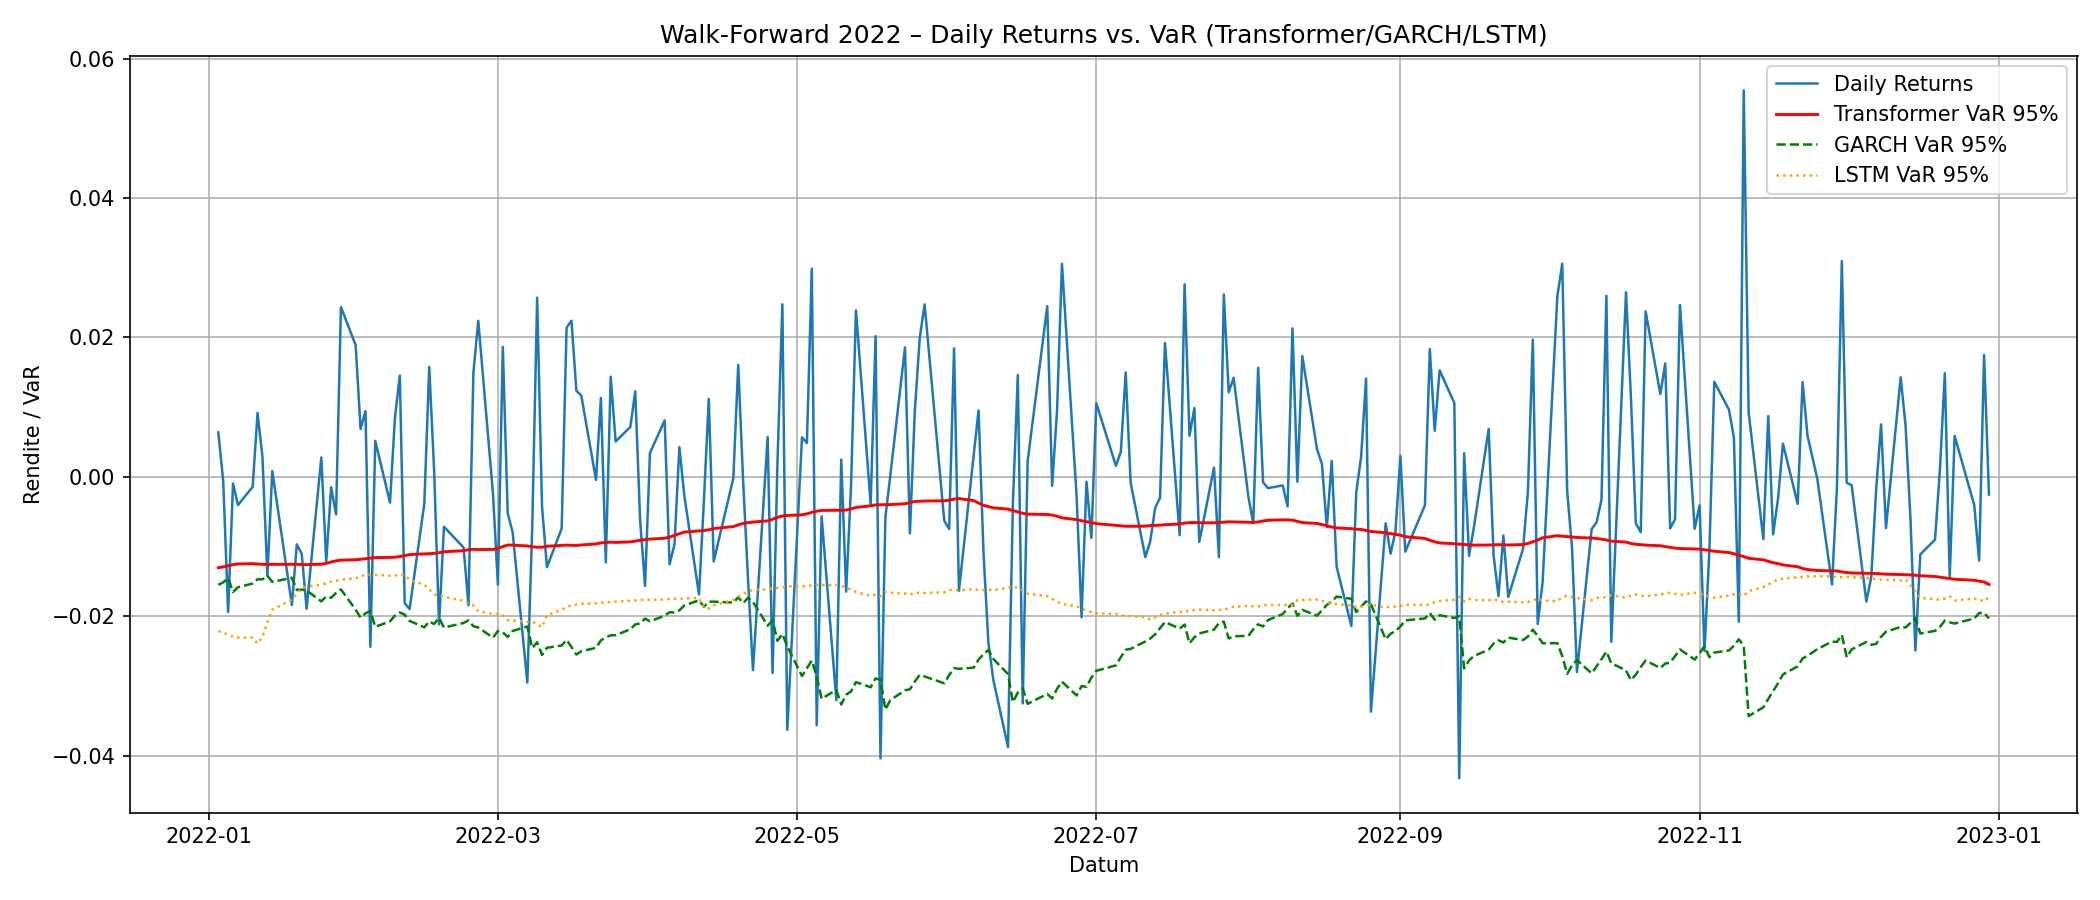 Walk-Forward 2022 – Daily Returns vs. VaR (Transformer/GARCH/LSTM)
Daily Returns
Transformer VaR 95%
GARCH VaR 95%
LSTM VaR 95%
Rendite / VaR
0.06
0.04
0.02
0.00
−0.02
−0.04
2022-01
2022-03
2022-05
2022-07
2022-09
2022-11
2023-01
Datum